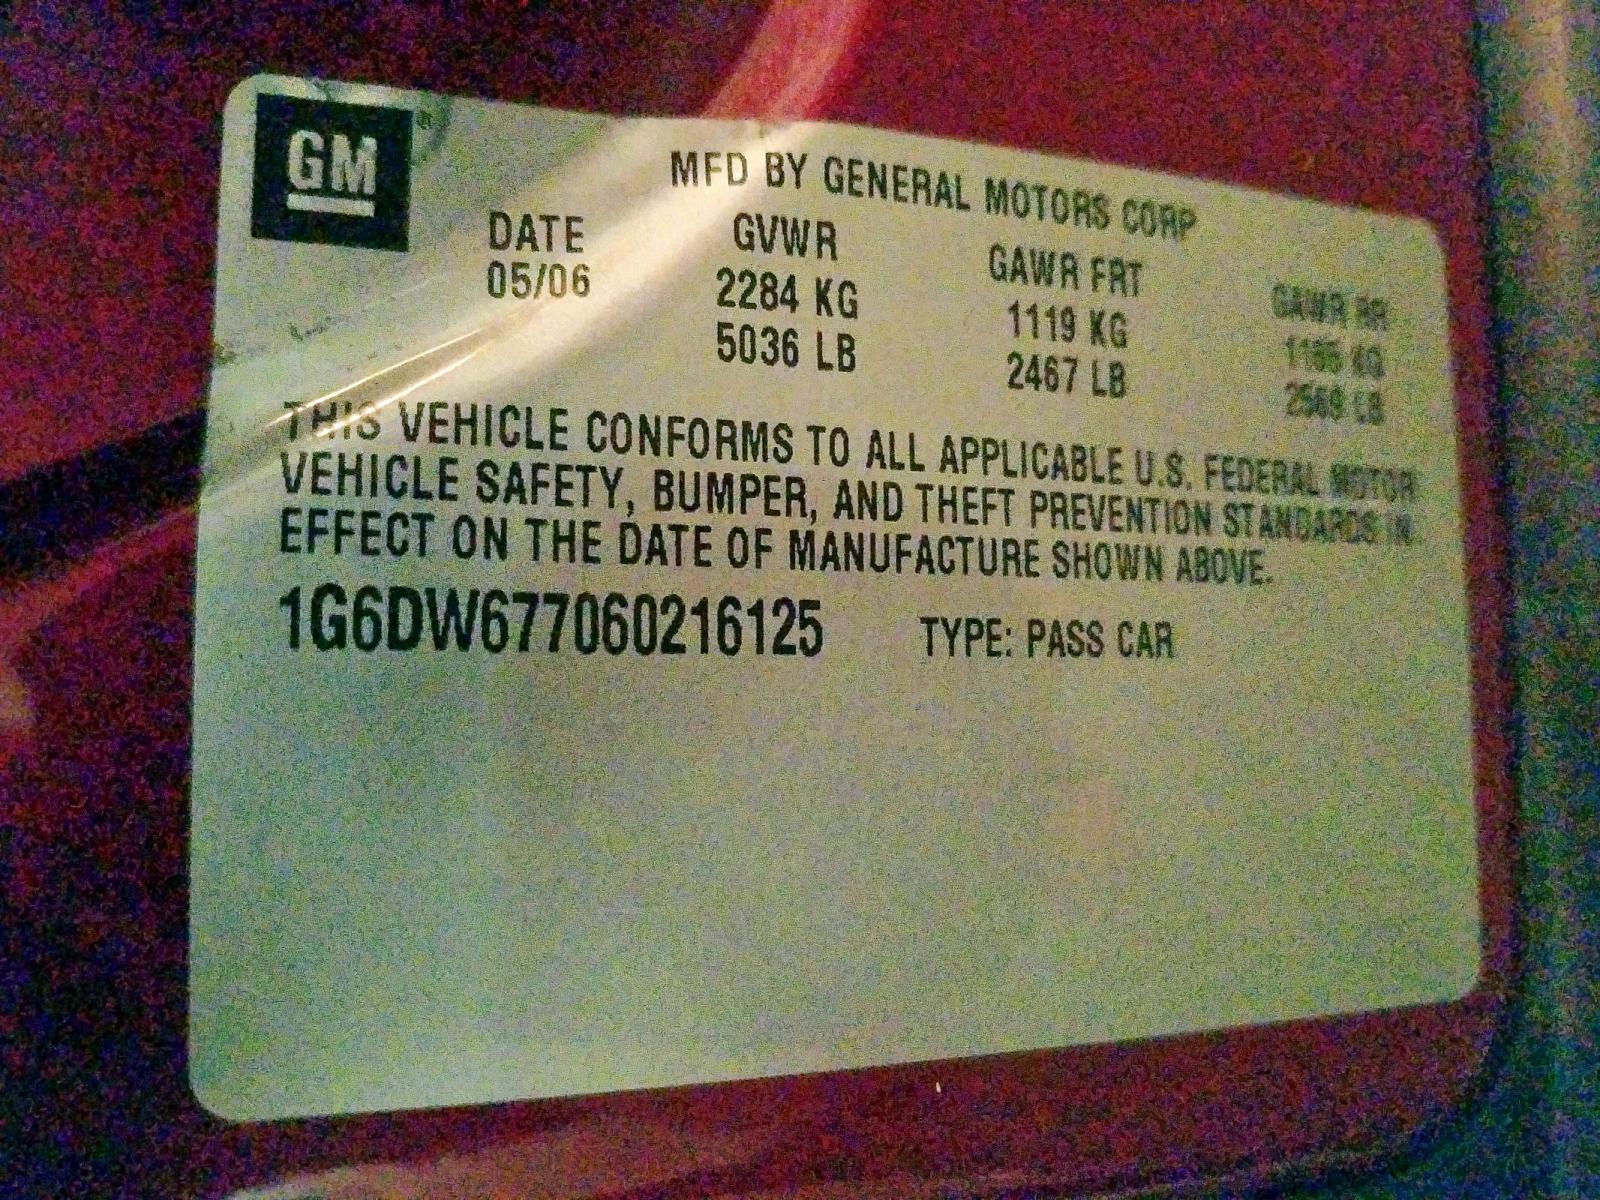 GM
MFD BY GENERAL MOTORS CORP
DATE GVWR GAWR FRT GAWR RR
05/06 2284 KG 1119 KG KG
5036 LB 2467 LB LB
THIS VEHICLE CONFORMS TO ALL APPLICABLE U.S. FEDERAL MOTOR
VEHICLE SAFETY, BUMPER, AND THEFT PREVENTION STANDARDS IN
EFFECT ON THE DATE OF MANUFACTURE SHOWN ABOVE.
1G6DW677060216125 TYPE: PASS CAR